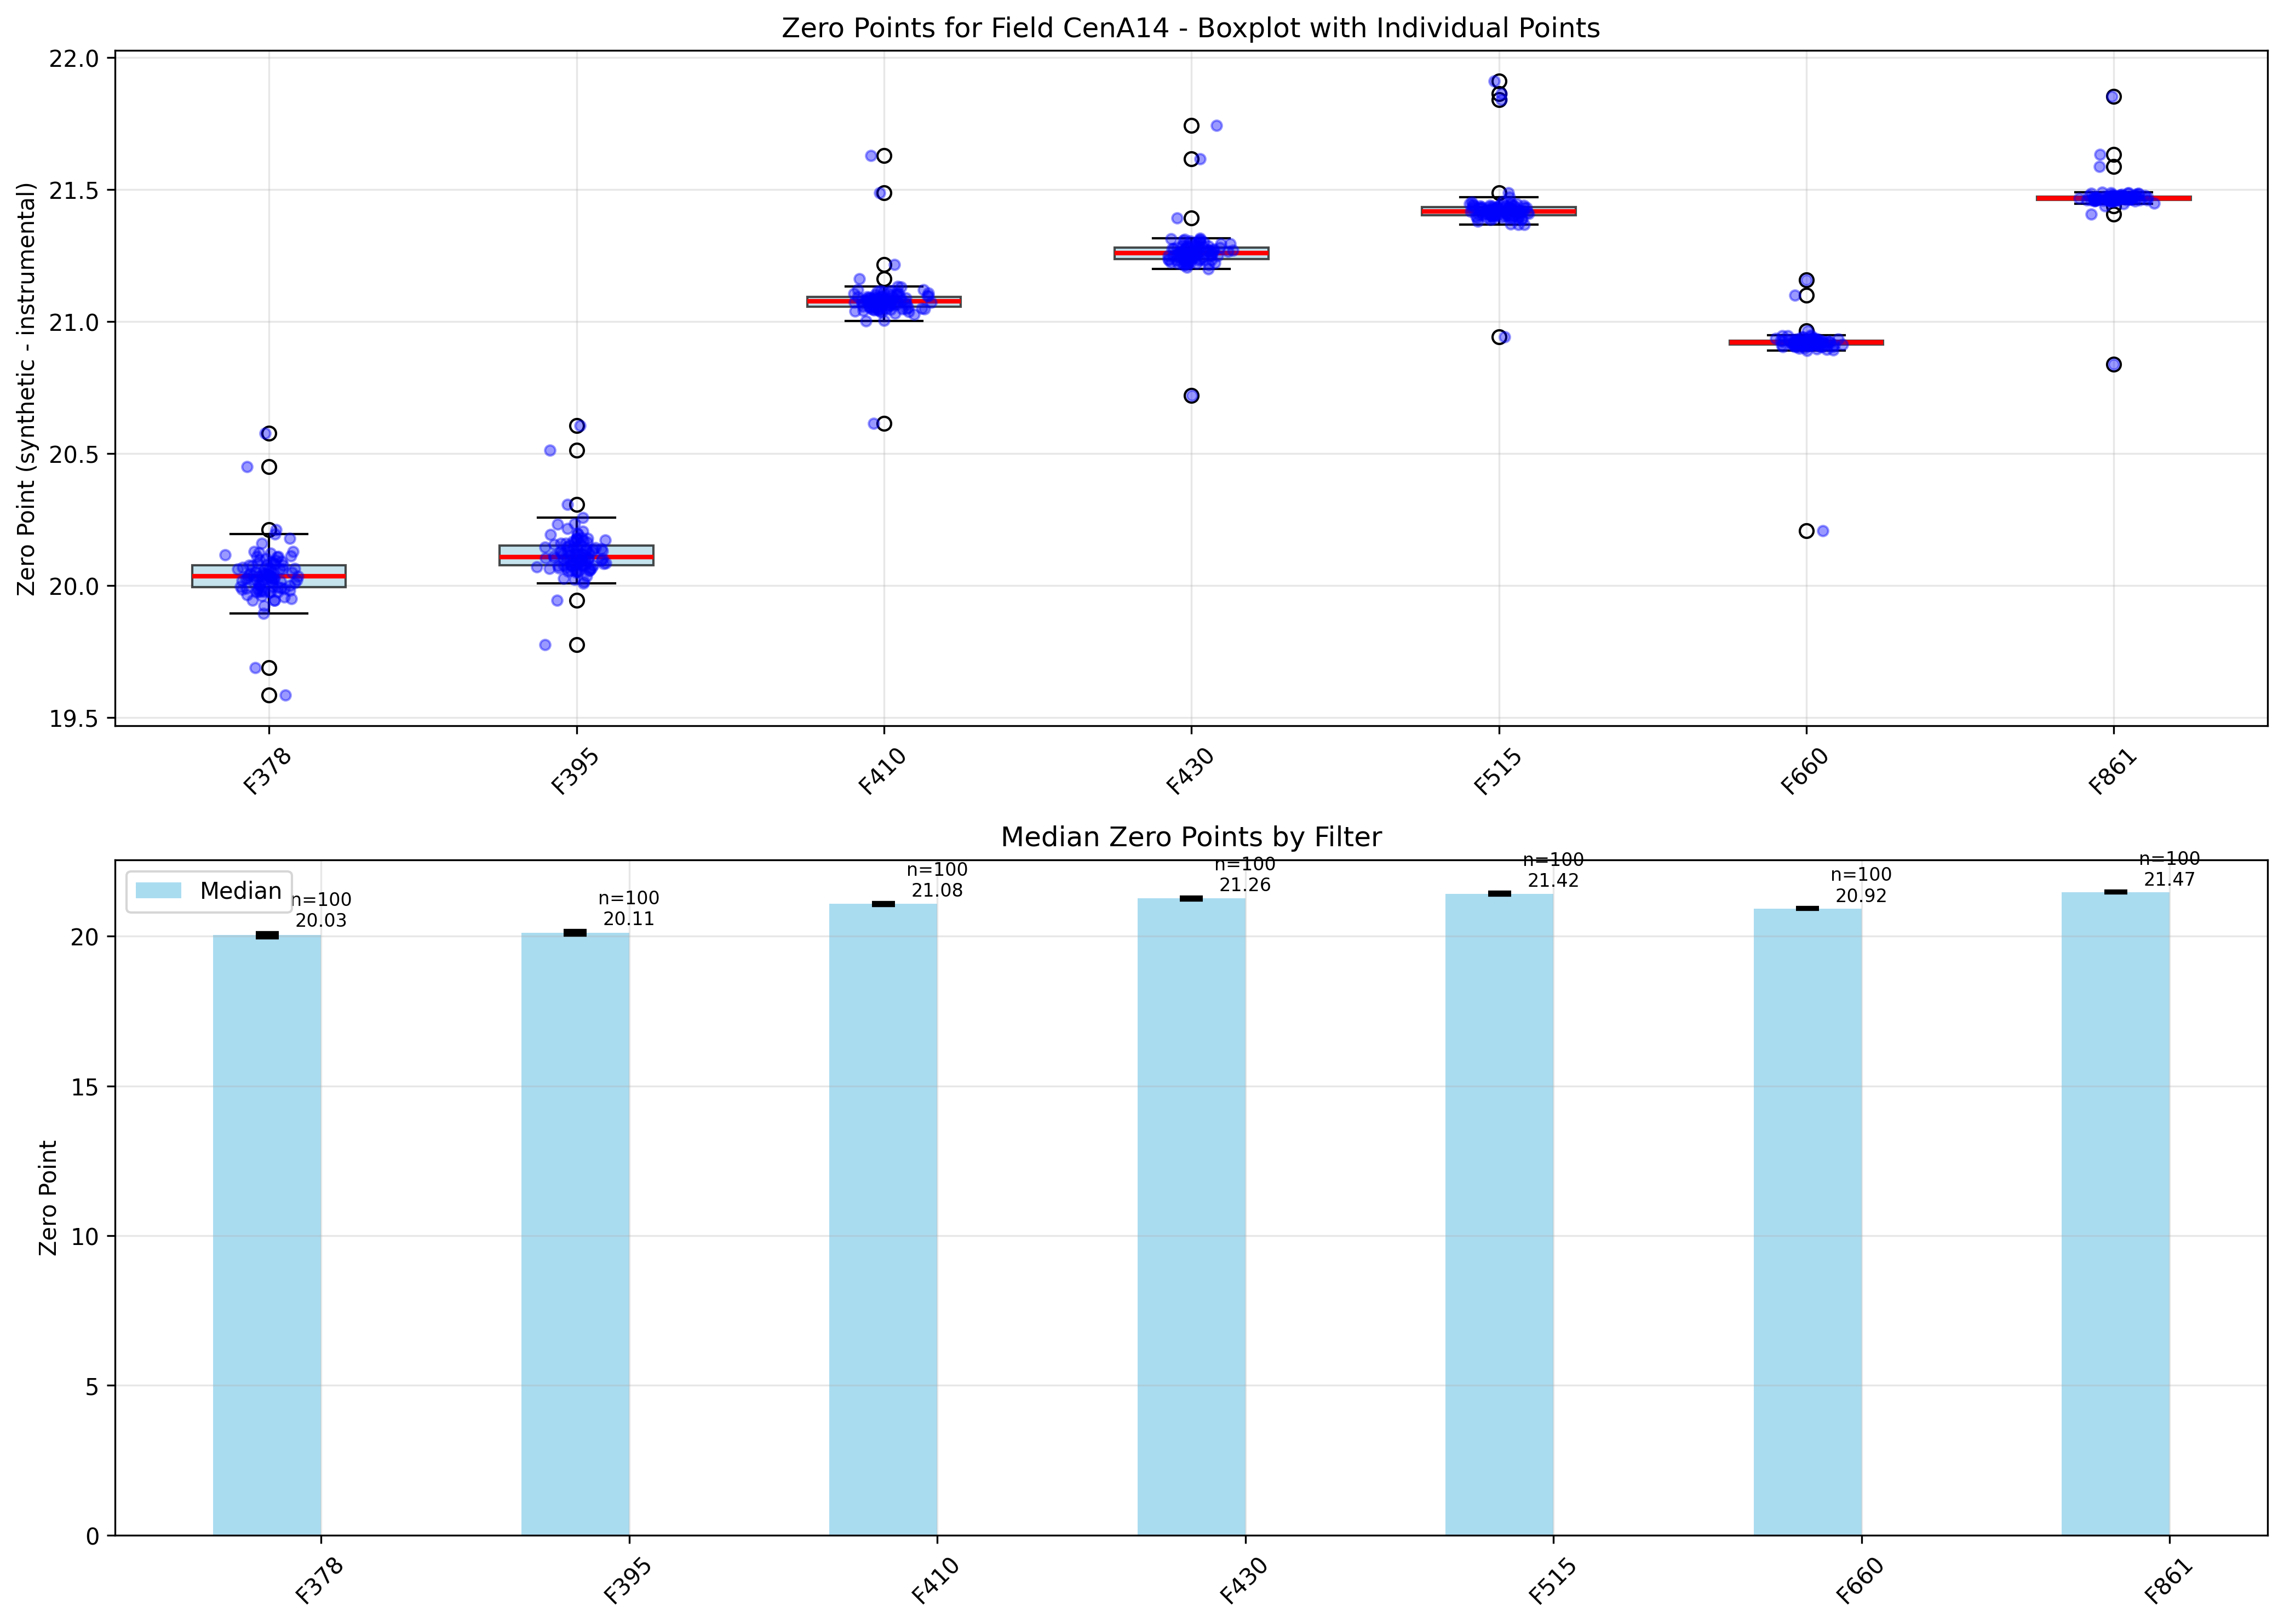 Zero Points for Field CenA14 - Boxplot with Individual Points
Zero Point (synthetic - instrumental)
22.0
21.5
21.0
20.5
20.0
19.5
F378
F395
F410
F430
F515
F660
F861
Median Zero Points by Filter
Zero Point
20
15
10
5
0
Median
n=100
20.03
n=100
20.11
n=100
21.08
n=100
21.26
n=100
21.42
n=100
20.92
n=100
21.47
F378
F395
F410
F430
F515
F660
F861